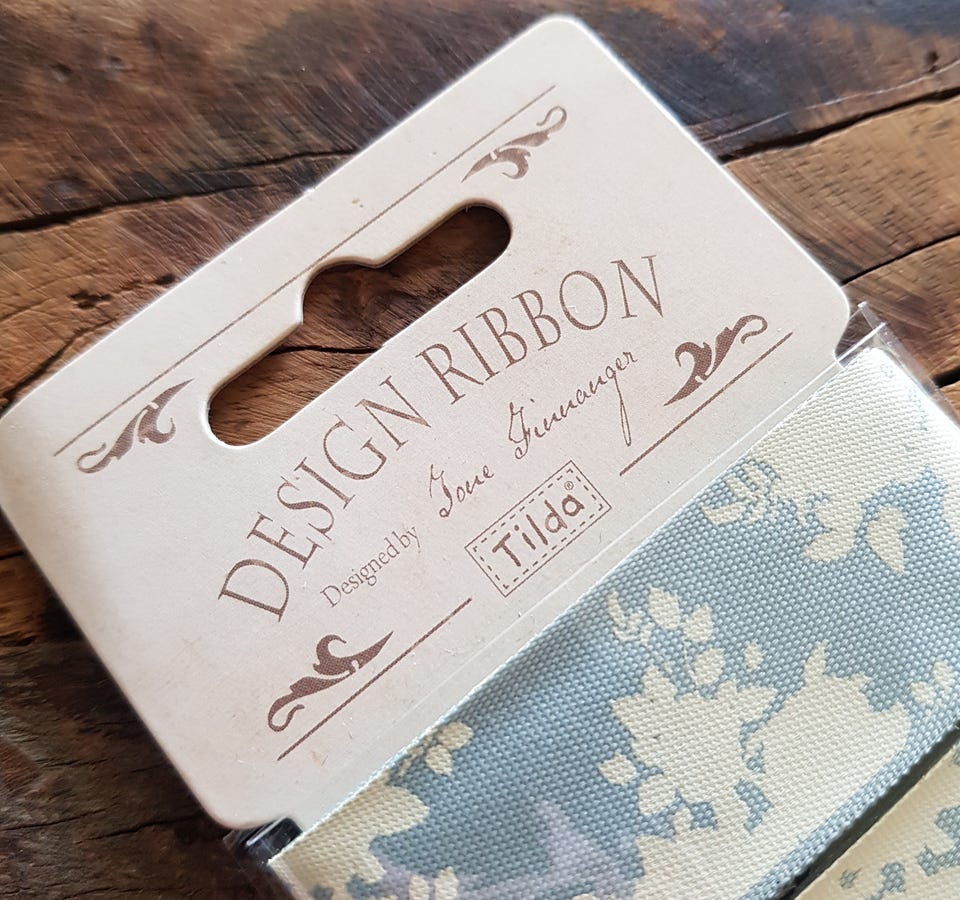 DESIGN RIBBON
Designed by Tone Finnanger
Tilda®